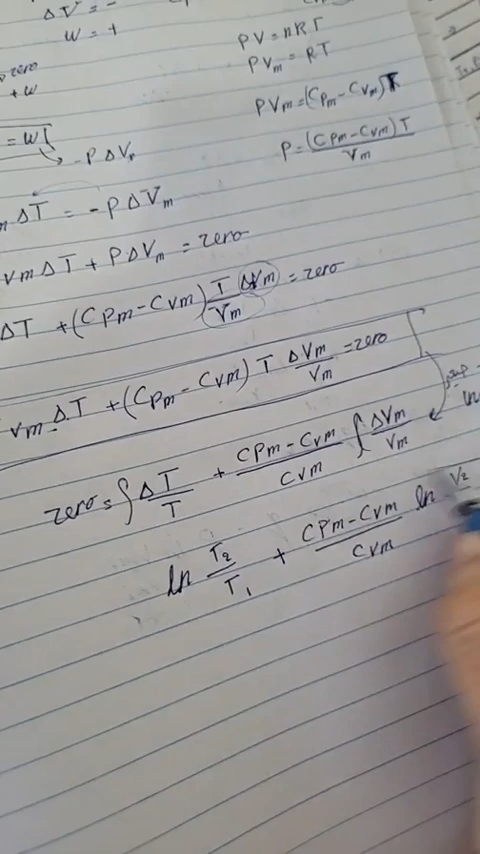 ΔV = -
W = +
PV = nRT
PVm = RT
zero
+ W
PVm = (CPm - CVm) T
= W
P = (CPm - CVm) T / Vm
-P ΔV
m ΔT = -P ΔVm
Vm ΔT + P ΔVm = zero
ΔT + (CPm - CVm) T/Vm ΔVm = zero
Vm ΔT + (CPm - CVm) T ΔVm/Vm = zero
zero = ∫ ΔT/T + (CPm - CVm)/CVm ∫ ΔVm/Vm
ln T2/T1 + (CPm - CVm)/CVm ln V2